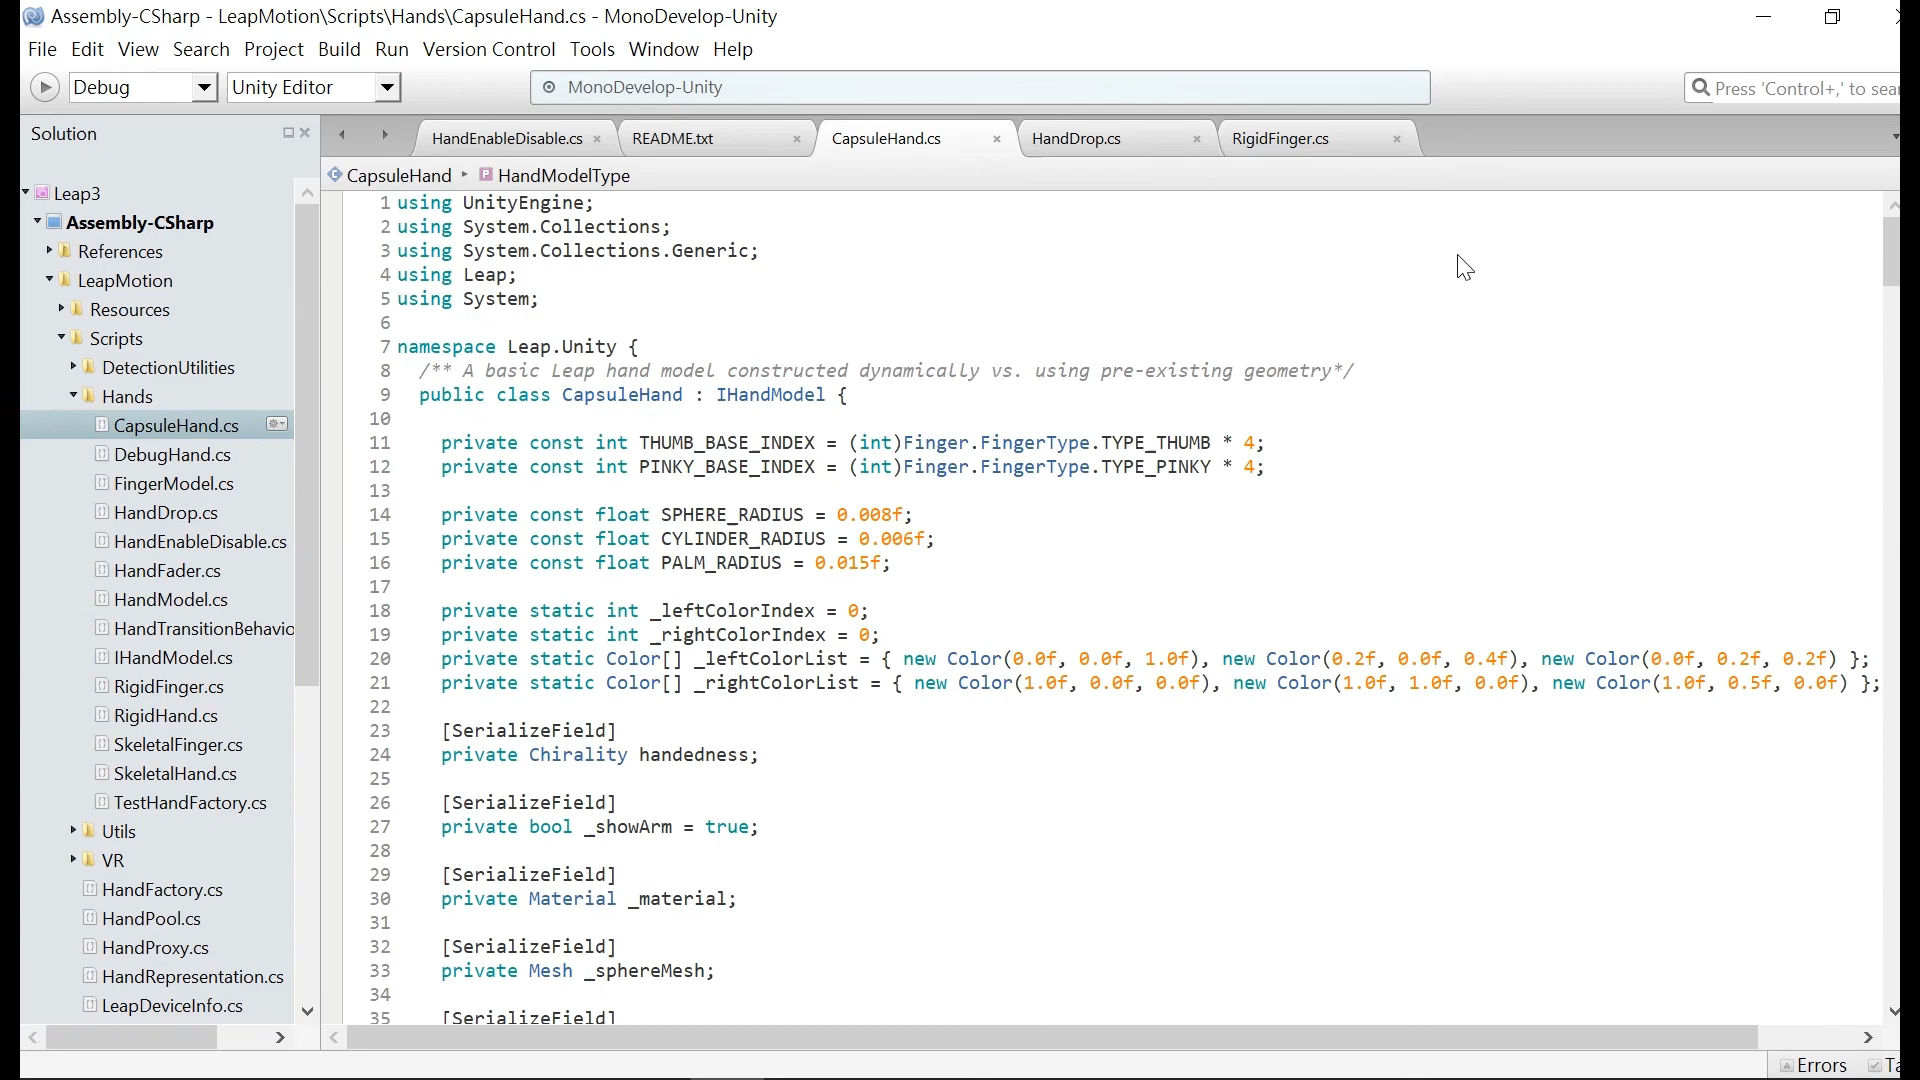 Assembly-CSharp - LeapMotion\Scripts\Hands\CapsuleHand.cs - MonoDevelop-Unity
File Edit View Search Project Build Run Version Control Tools Window Help
Debug Unity Editor MonoDevelop-Unity Press 'Control+,' to sea
Solution
HandEnableDisable.cs README.txt CapsuleHand.cs HandDrop.cs RigidFinger.cs
CapsuleHand HandModelType
Leap3
Assembly-CSharp
References
LeapMotion
Resources
Scripts
DetectionUtilities
Hands
CapsuleHand.cs
DebugHand.cs
FingerModel.cs
HandDrop.cs
HandEnableDisable.cs
HandFader.cs
HandModel.cs
HandTransitionBehavio
IHandModel.cs
RigidFinger.cs
RigidHand.cs
SkeletalFinger.cs
SkeletalHand.cs
TestHandFactory.cs
Utils
VR
HandFactory.cs
HandPool.cs
HandProxy.cs
HandRepresentation.cs
LeapDeviceInfo.cs
1 using UnityEngine;
2 using System.Collections;
3 using System.Collections.Generic;
4 using Leap;
5 using System;
6
7 namespace Leap.Unity {
8 /** A basic Leap hand model constructed dynamically vs. using pre-existing geometry*/
9 public class CapsuleHand : IHandModel {
10
11 private const int THUMB_BASE_INDEX = (int)Finger.FingerType.TYPE_THUMB * 4;
12 private const int PINKY_BASE_INDEX = (int)Finger.FingerType.TYPE_PINKY * 4;
13
14 private const float SPHERE_RADIUS = 0.008f;
15 private const float CYLINDER_RADIUS = 0.006f;
16 private const float PALM_RADIUS = 0.015f;
17
18 private static int _leftColorIndex = 0;
19 private static int _rightColorIndex = 0;
20 private static Color[] _leftColorList = { new Color(0.0f, 0.0f, 1.0f), new Color(0.2f, 0.0f, 0.4f), new Color(0.0f, 0.2f, 0.2f) };
21 private static Color[] _rightColorList = { new Color(1.0f, 0.0f, 0.0f), new Color(1.0f, 1.0f, 0.0f), new Color(1.0f, 0.5f, 0.0f) };
22
23 [SerializeField]
24 private Chirality handedness;
25
26 [SerializeField]
27 private bool _showArm = true;
28
29 [SerializeField]
30 private Material _material;
31
32 [SerializeField]
33 private Mesh _sphereMesh;
34
35 [SerializeField]
Errors Ta